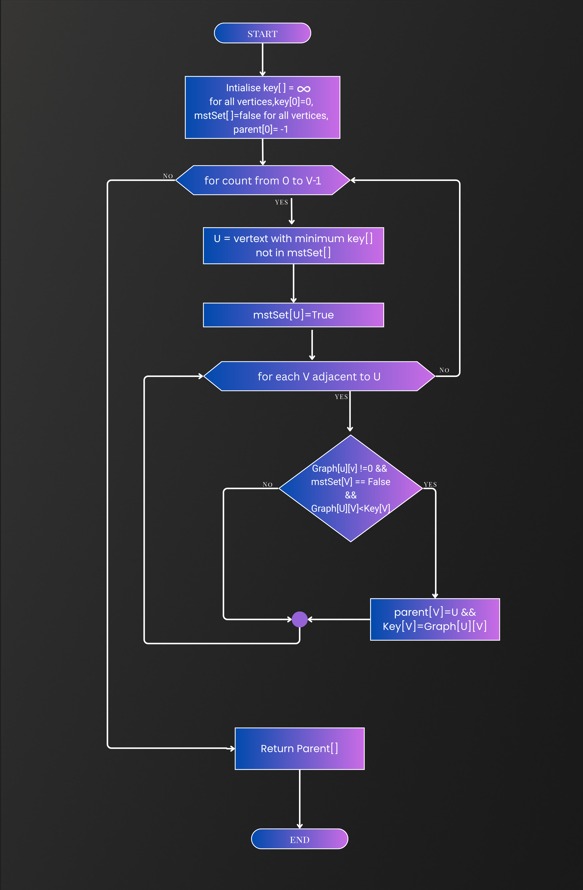 START
Intialise key[ ] = ∞
for all vertices,key[0]=0,
mstSet[ ]=false for all vertices,
parent[0]= -1
NO
for count from 0 to V-1
YES
U = vertext with minimum key[]
not in mstSet[]
mstSet[U]=True
for each V adjacent to U
NO
YES
Graph[u][v] !=0 &&
mstSet[V] == False
&&
Graph[U][V]<Key[V]
NO
YES
parent[V]=U &&
Key[V]=Graph[U][V]
Return Parent[]
END